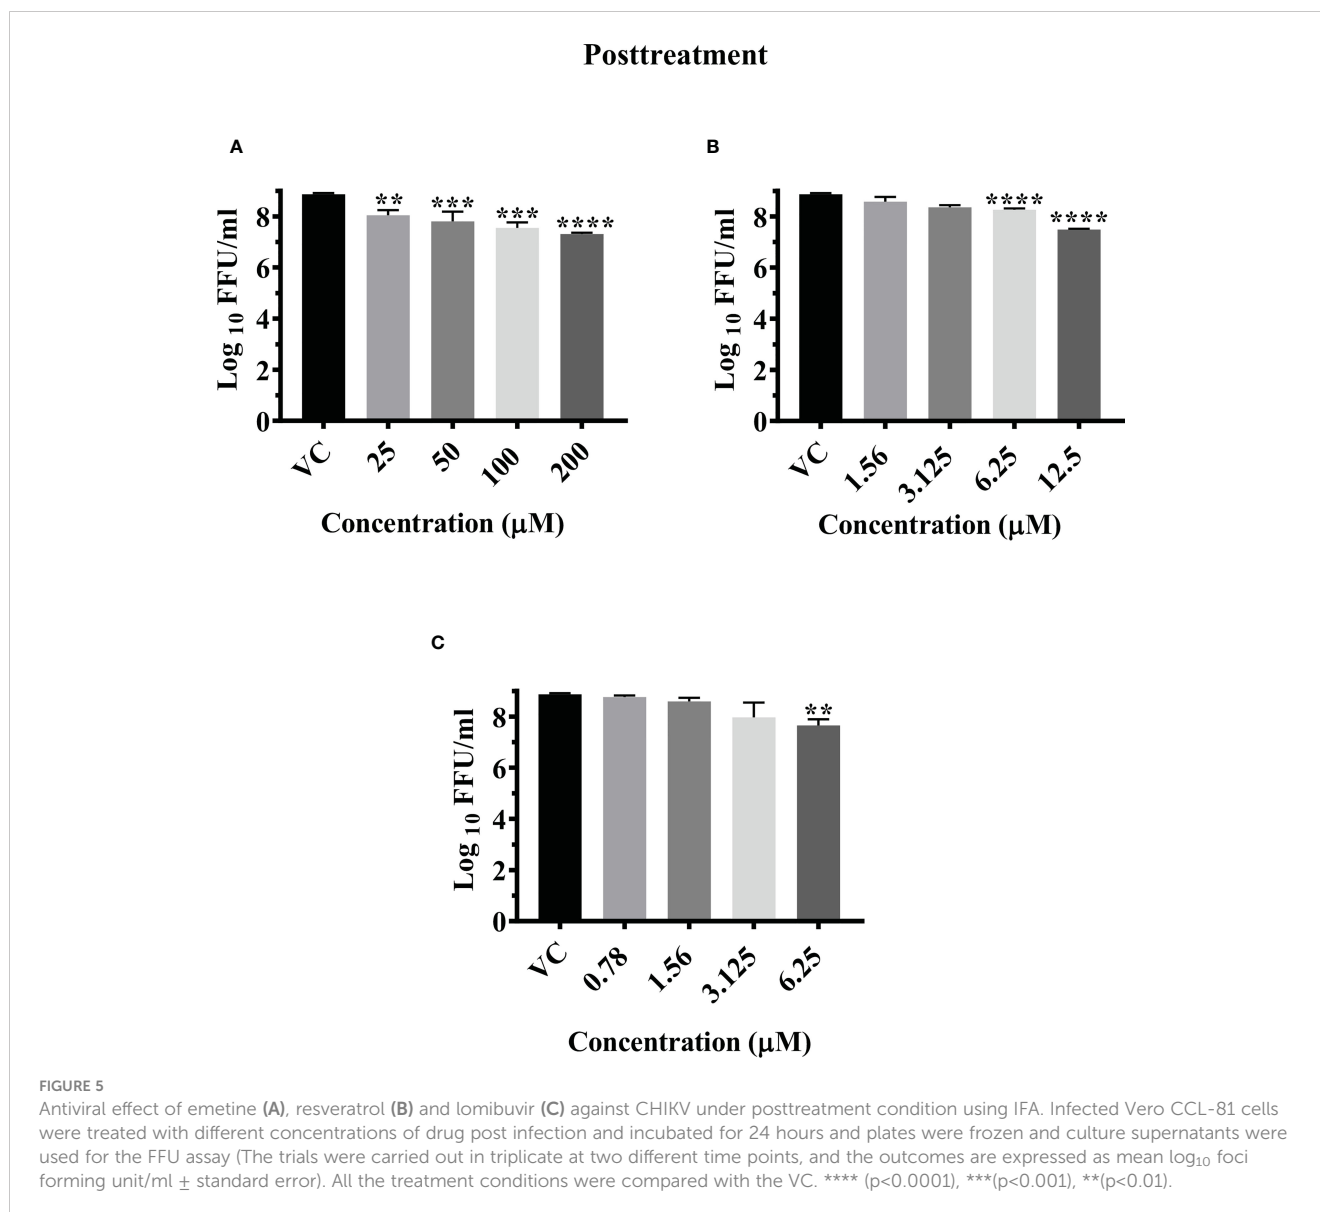 Posttreatment
A
Log 10 FFU/ml
8
6
4
2
0
** *** *** ****
VC 25 50 100 200
Concentration (μM)
B
Log 10 FFU/ml
8
6
4
2
0
**** ****
VC 1.56 3.125 6.25 12.5
Concentration (μM)
C
Log 10 FFU/ml
8
6
4
2
0
**
VC 0.78 1.56 3.125 6.25
Concentration (μM)
FIGURE 5
Antiviral effect of emetine (A), resveratrol (B) and lomibuvir (C) against CHIKV under posttreatment condition using IFA. Infected Vero CCL-81 cells
were treated with different concentrations of drug post infection and incubated for 24 hours and plates were frozen and culture supernatants were
used for the FFU assay (The trials were carried out in triplicate at two different time points, and the outcomes are expressed as mean log10 foci
forming unit/ml ± standard error). All the treatment conditions were compared with the VC. **** (p<0.0001), ***(p<0.001), **(p<0.01).